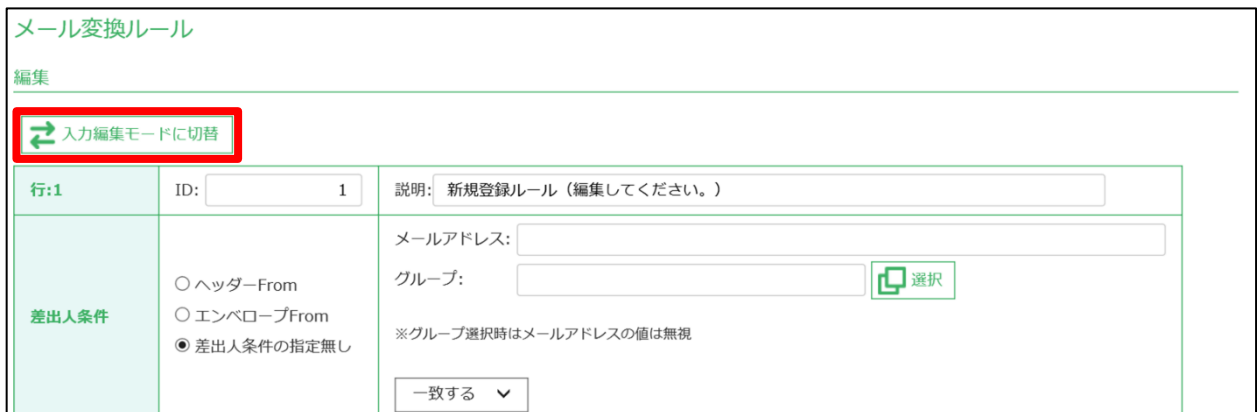 メール変換ルール
編集
入力編集モードに切替
行:1 ID: 1 説明: 新規登録ルール（編集してください。）
メールアドレス:
グループ: 選択
差出人条件
ヘッダーFrom
エンベロープFrom
差出人条件の指定無し
※グループ選択時はメールアドレスの値は無視
一致する